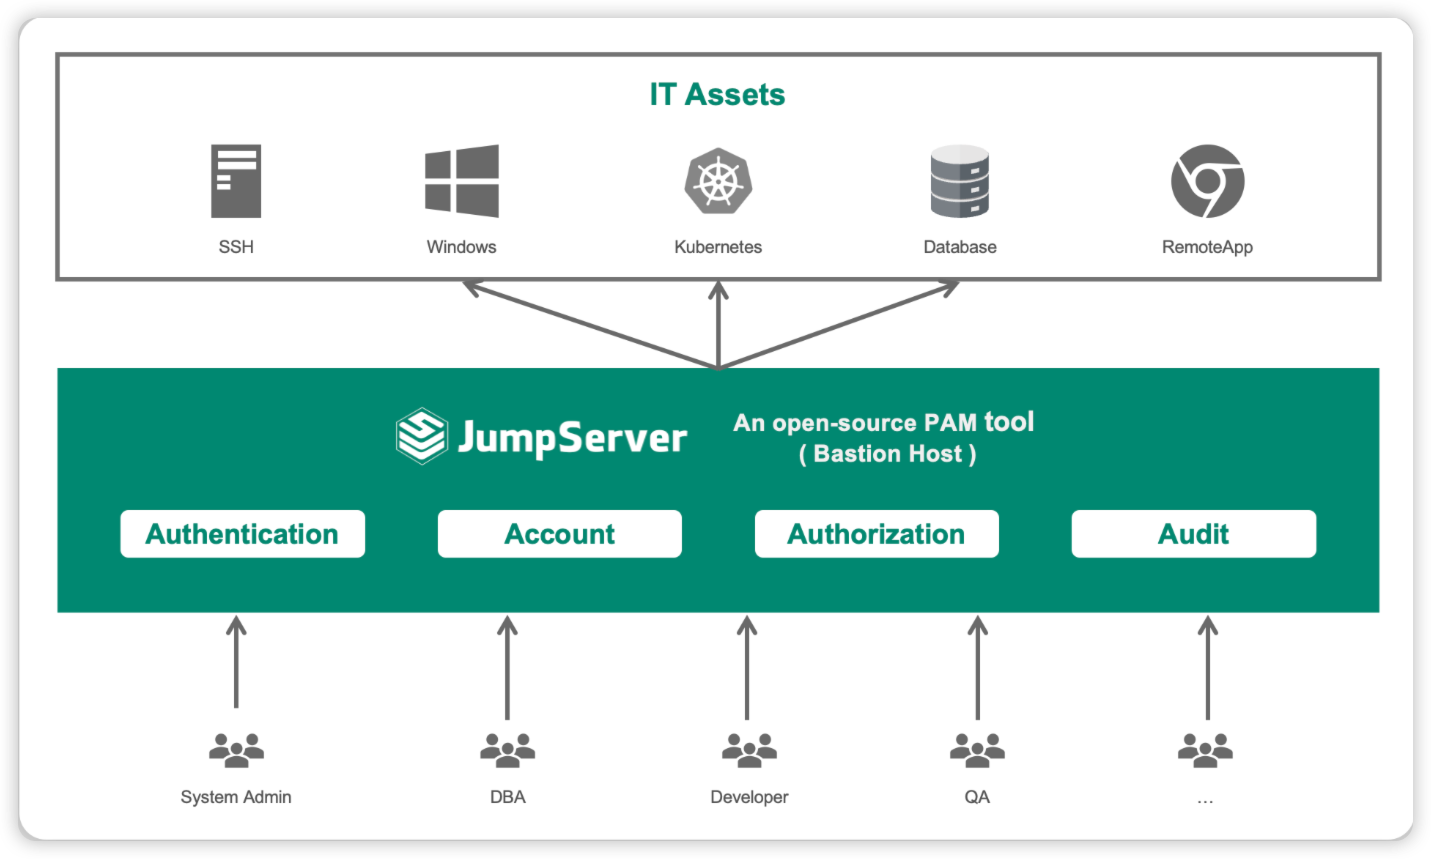 IT Assets
SSH
Windows
Kubernetes
Database
RemoteApp
JumpServer
An open-source PAM tool
( Bastion Host )
Authentication
Account
Authorization
Audit
System Admin
DBA
Developer
QA
...